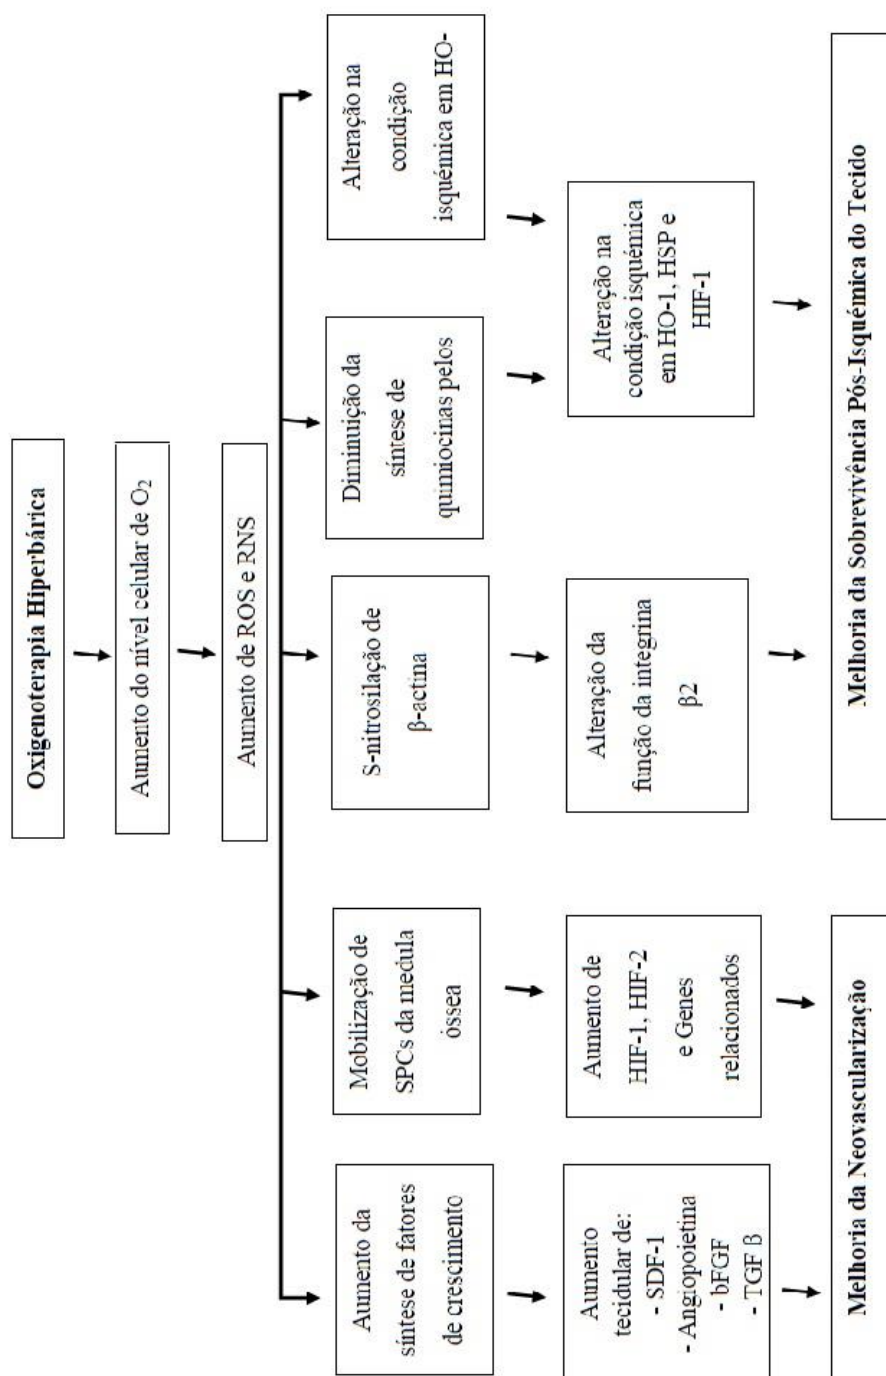 Oxigenoterapia Hiperbárica
Aumento do nível celular de O₂
Aumento de ROS e RNS
Aumento da
síntese de fatores
de crescimento
Mobilização de
SPCs da medula
óssea
S-nitrosilação de
β-actina
Diminuição da
síntese de
quimiocinas pelos
Alteração na
condição
isquémica em HO-
Aumento
tecidular de:
- SDF-1
- Angiopoietina
- bFGF
- TGF β
Aumento de
HIF-1, HIF-2
e Genes
relacionados
Alteração da
função da integrina
β2
Alteração na
condição isquémica
em HO-1, HSP e
HIF-1
Melhoria da Neovascularização
Melhoria da Sobrevivência Pós-Isquémica do Tecido